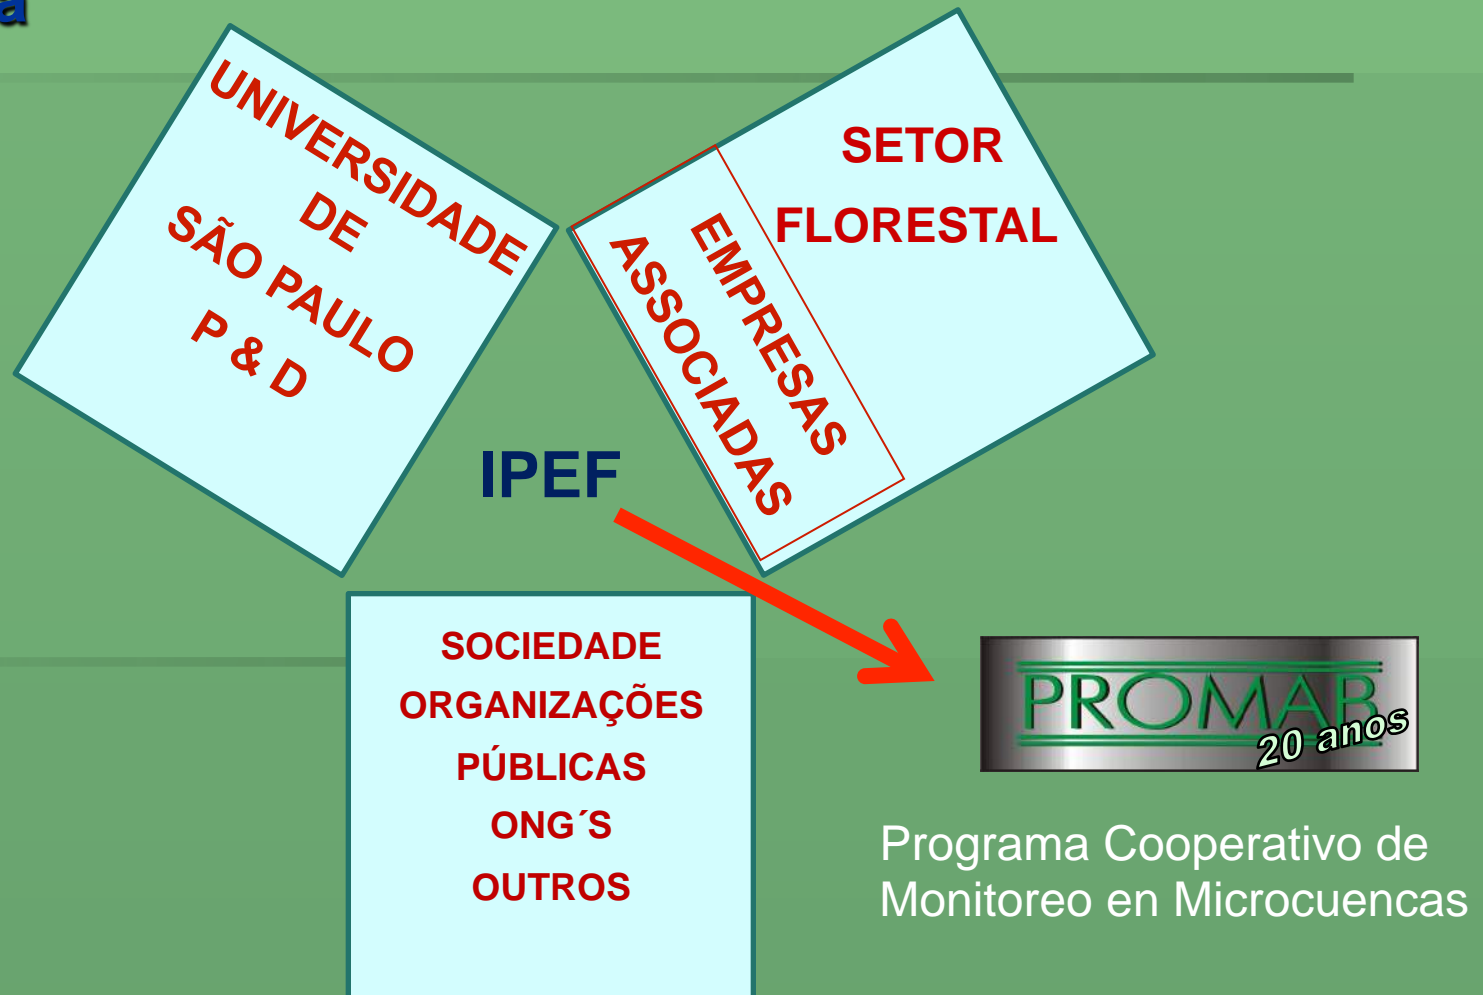 UNIVERSIDADE
DE
SÃO PAULO
P & D
SETOR
FLORESTAL
EMPRESAS
ASSOCIADAS
IPEF
SOCIEDADE
ORGANIZAÇÕES
PÚBLICAS
ONG´S
OUTROS
PROMAB
20 anos
Programa Cooperativo de
Monitoreo en Microcuencas